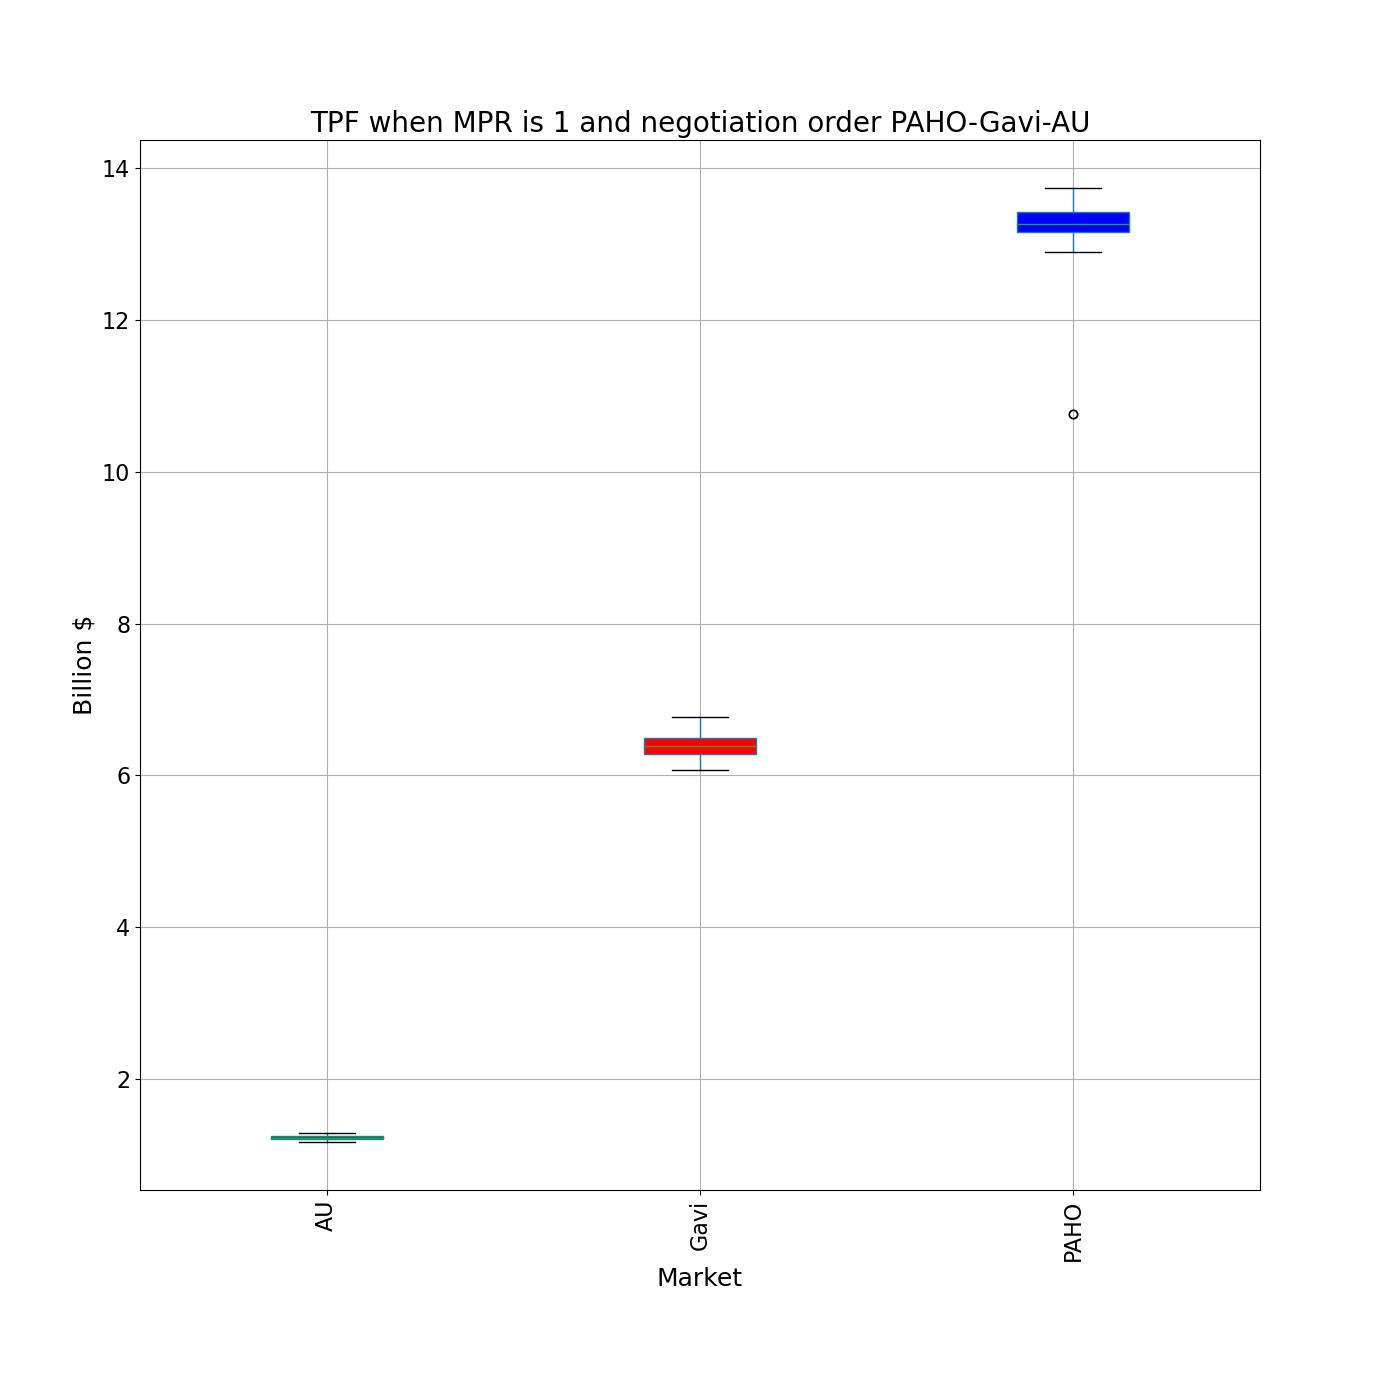 TPF when MPR is 1 and negotiation order PAHO-Gavi-AU
14
12
10
8
6
4
2
Billion $
AU
Gavi
PAHO
Market